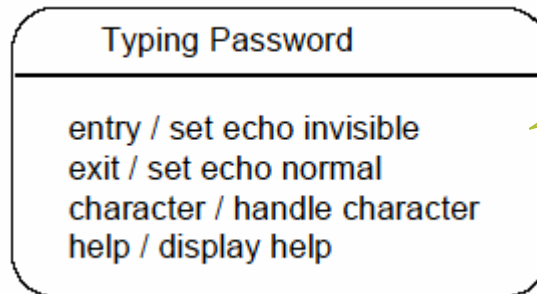 Typing Password
entry / set echo invisible
exit / set echo normal
character / handle character
help / display help